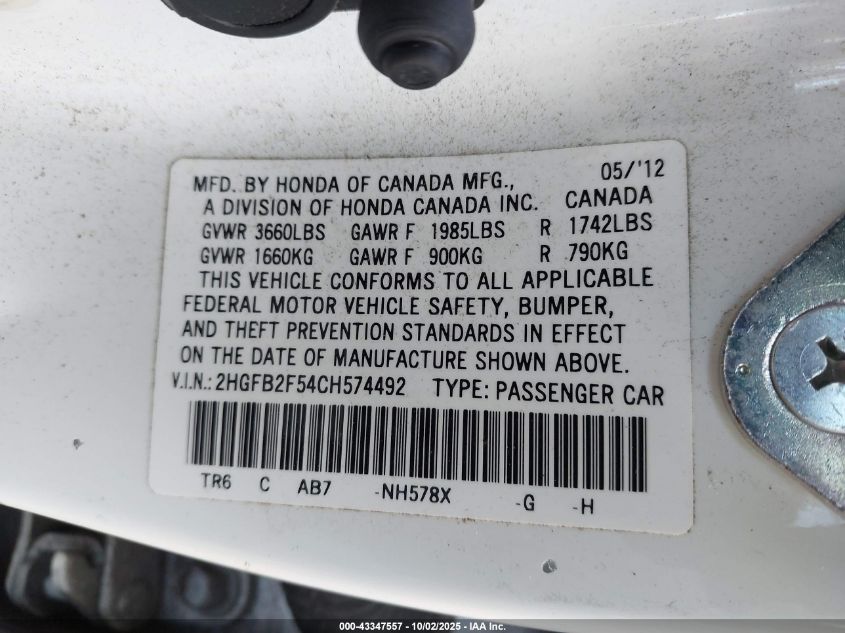 MFD. BY HONDA OF CANADA MFG., 05/'12
A DIVISION OF HONDA CANADA INC. CANADA
GVWR 3660LBS GAWR F 1985LBS R 1742LBS
GVWR 1660KG GAWR F 900KG R 790KG
THIS VEHICLE CONFORMS TO ALL APPLICABLE
FEDERAL MOTOR VEHICLE SAFETY, BUMPER,
AND THEFT PREVENTION STANDARDS IN EFFECT
ON THE DATE OF MANUFACTURE SHOWN ABOVE.
V.I.N.: 2HGFB2F54CH574492 TYPE: PASSENGER CAR
TR6 C AB7 -NH578X -G -H
000-43347557 - 10/02/2025 - IAA Inc.